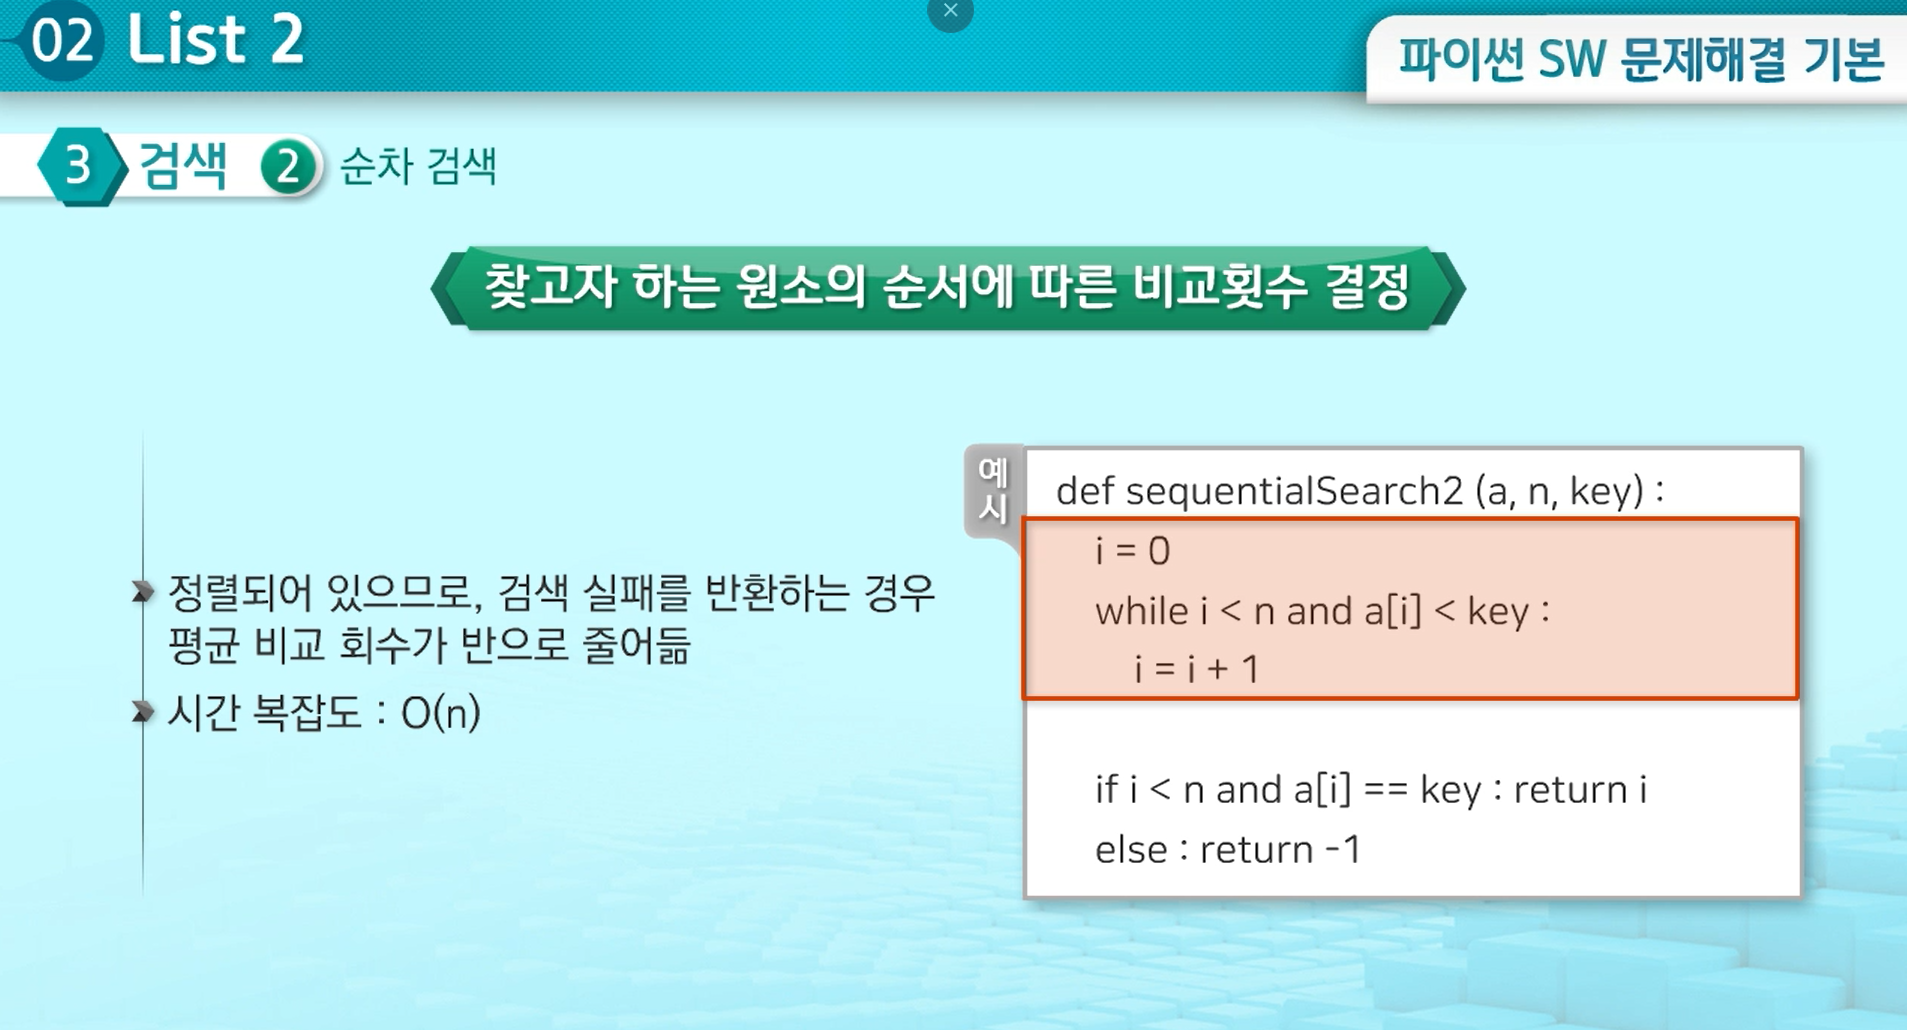 02 List 2
파이썬 SW 문제해결 기본
3 검색 2 순차 검색
찾고자 하는 원소의 순서에 따른 비교횟수 결정
정렬되어 있으므로, 검색 실패를 반환하는 경우
평균 비교 회수가 반으로 줄어듦
시간 복잡도 : O(n)
예시
def sequentialSearch2 (a, n, key) :
i = 0
while i < n and a[i] < key :
i = i + 1
if i < n and a[i] == key : return i
else : return -1